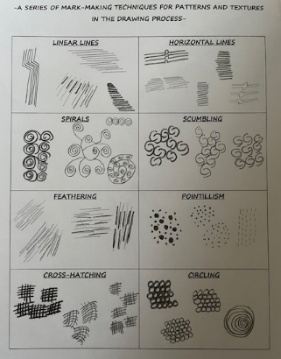 -A SERIES OF MARK-MAKING TECHNIQUES FOR PATTERNS AND TEXTURES
IN THE DRAWING PROCESS-
LINEAR LINES
HORIZONTAL LINES
SPIRALS
SCUMBLING
FEATHERING
POINTILLISM
CROSS-HATCHING
CIRCLING